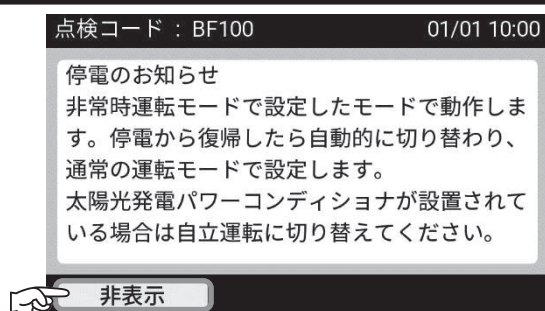 点検コード：BF100 01/01 10:00
停電のお知らせ
非常時運転モードで設定したモードで動作しま
す。停電から復帰したら自動的に切り替わり、
通常の運転モードで設定します。
太陽光発電パワーコンディショナが設置されて
いる場合は自立運転に切り替えてください。
非表示